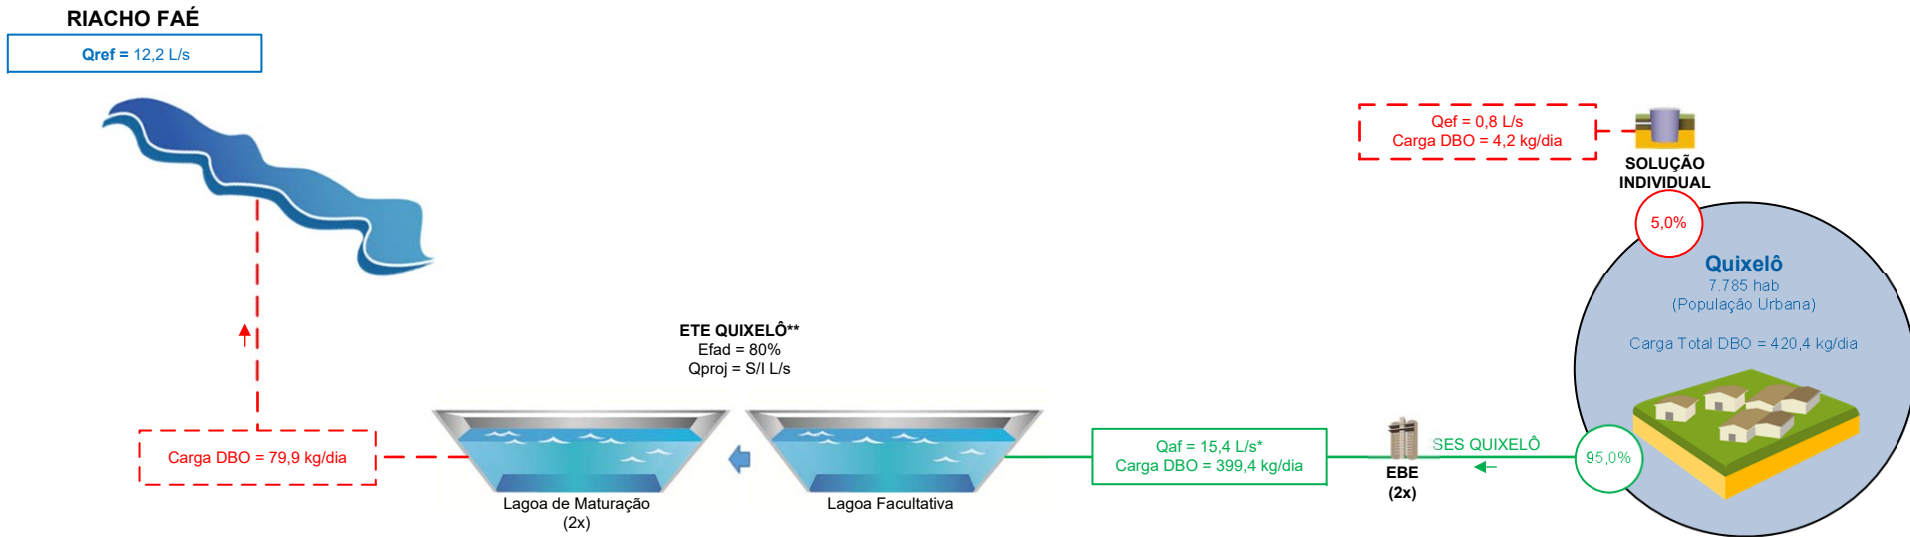 RIACHO FAÉ
Qref = 12,2 L/s
Qef = 0,8 L/s
Carga DBO = 4,2 kg/dia
SOLUÇÃO
INDIVIDUAL
5,0%
Quixelô
7.785 hab
(População Urbana)
Carga Total DBO = 420,4 kg/dia
ETE QUIXELÔ**
Efad = 80%
Qproj = S/I L/s
Carga DBO = 79,9 kg/dia
Lagoa de Maturação
(2x)
Lagoa Facultativa
Qaf = 15,4 L/s*
Carga DBO = 399,4 kg/dia
EBE
(2x)
SES QUIXELÔ
95,0%